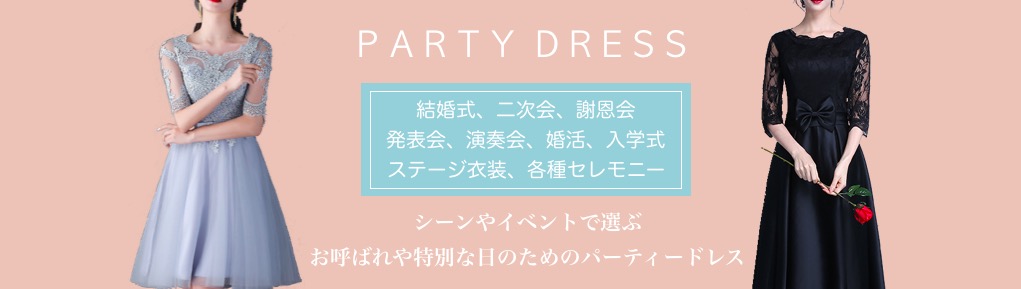 PARTY DRESS
結婚式、二次会、謝恩会
発表会、演奏会、婚活、入学式
ステージ衣装、各種セレモニー
シーンやイベントで選ぶ
お呼ばれや特別な日のためのパーティードレス